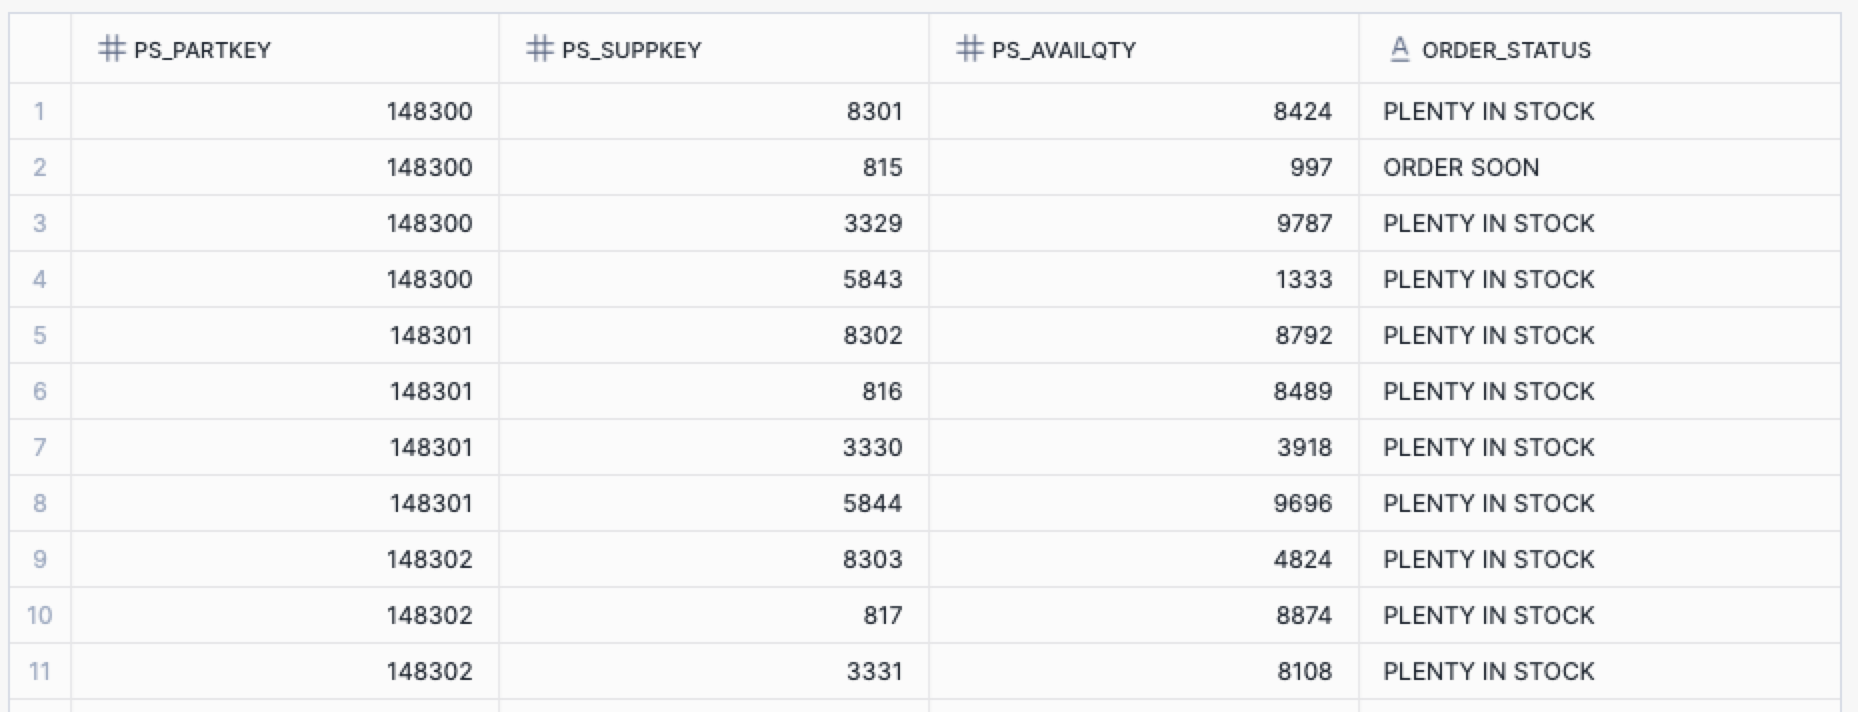 PS_PARTKEY PS_SUPPKEY PS_AVAILQTY ORDER_STATUS
1 148300 8301 8424 PLENTY IN STOCK
2 148300 815 997 ORDER SOON
3 148300 3329 9787 PLENTY IN STOCK
4 148300 5843 1333 PLENTY IN STOCK
5 148301 8302 8792 PLENTY IN STOCK
6 148301 816 8489 PLENTY IN STOCK
7 148301 3330 3918 PLENTY IN STOCK
8 148301 5844 9696 PLENTY IN STOCK
9 148302 8303 4824 PLENTY IN STOCK
10 148302 817 8874 PLENTY IN STOCK
11 148302 3331 8108 PLENTY IN STOCK